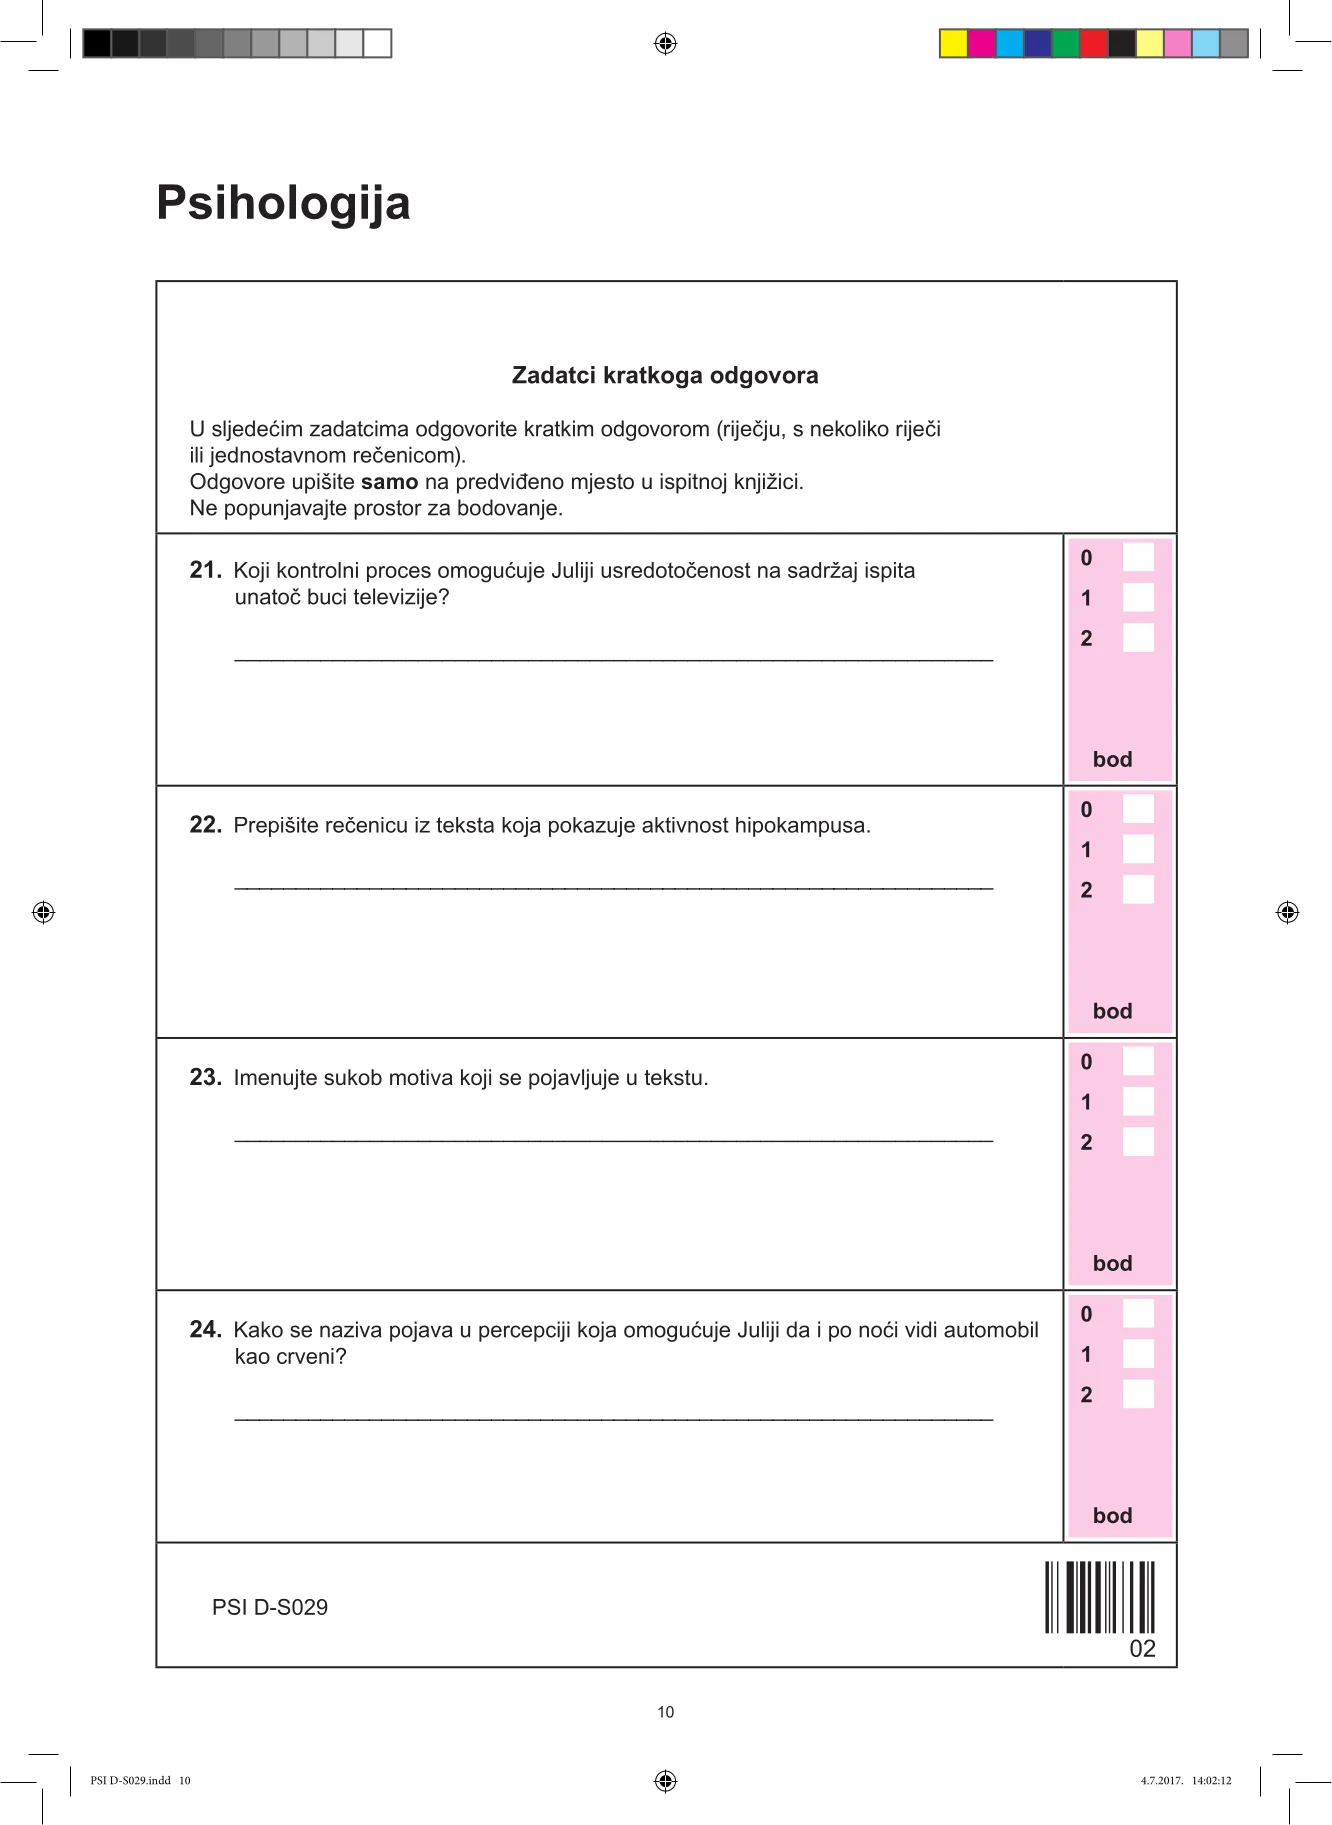 Psihologija
Zadatci kratkoga odgovora
U sljedećim zadatcima odgovorite kratkim odgovorom (riječju, s nekoliko riječi
ili jednostavnom rečenicom).
Odgovore upišite samo na predviđeno mjesto u ispitnoj knjižici.
Ne popunjavajte prostor za bodovanje.
21. Koji kontrolni proces omogućuje Juliji usredotočenost na sadržaj ispita
unatoč buci televizije?
0
1
2
bod
22. Prepišite rečenicu iz teksta koja pokazuje aktivnost hipokampusa.
0
1
2
bod
23. Imenujte sukob motiva koji se pojavljuje u tekstu.
0
1
2
bod
24. Kako se naziva pojava u percepciji koja omogućuje Juliji da i po noći vidi automobil
kao crveni?
0
1
2
bod
PSI D-S029
02
10
PSI D-S029.indd 10
4.7.2017. 14:02:12